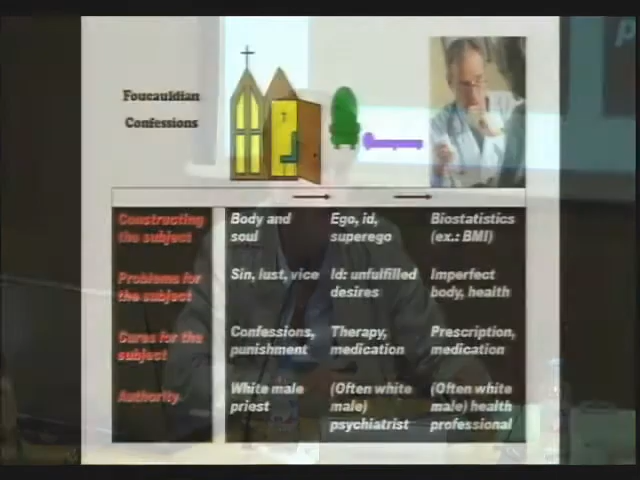 Foucauldian
Confessions
Constructing
the subject
Body and
soul
Ego, id,
superego
Biostatistics
(ex.: BMI)
Problems for
the subject
Sin, lust, vice
Id: unfulfilled
desires
Imperfect
body, health
Cures for the
subject
Confessions,
punishment
Therapy,
medication
Prescription,
medication
Authority
White male
priest
(Often white
male)
psychiatrist
(Often white
male) health
professional